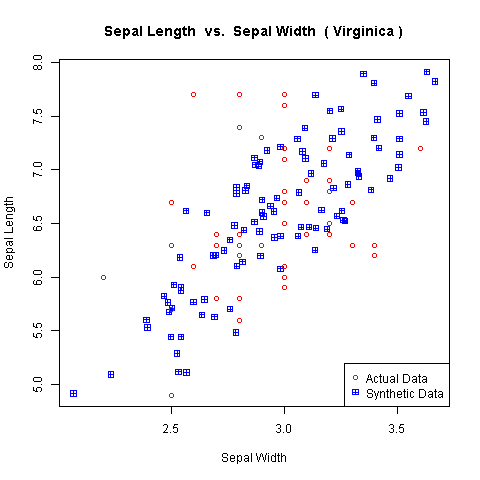 Sepal Length vs. Sepal Width ( Virginica )
8.0
7.5
7.0
6.5
6.0
5.5
5.0
Sepal Length
2.5 3.0 3.5
Sepal Width
Actual Data
Synthetic Data